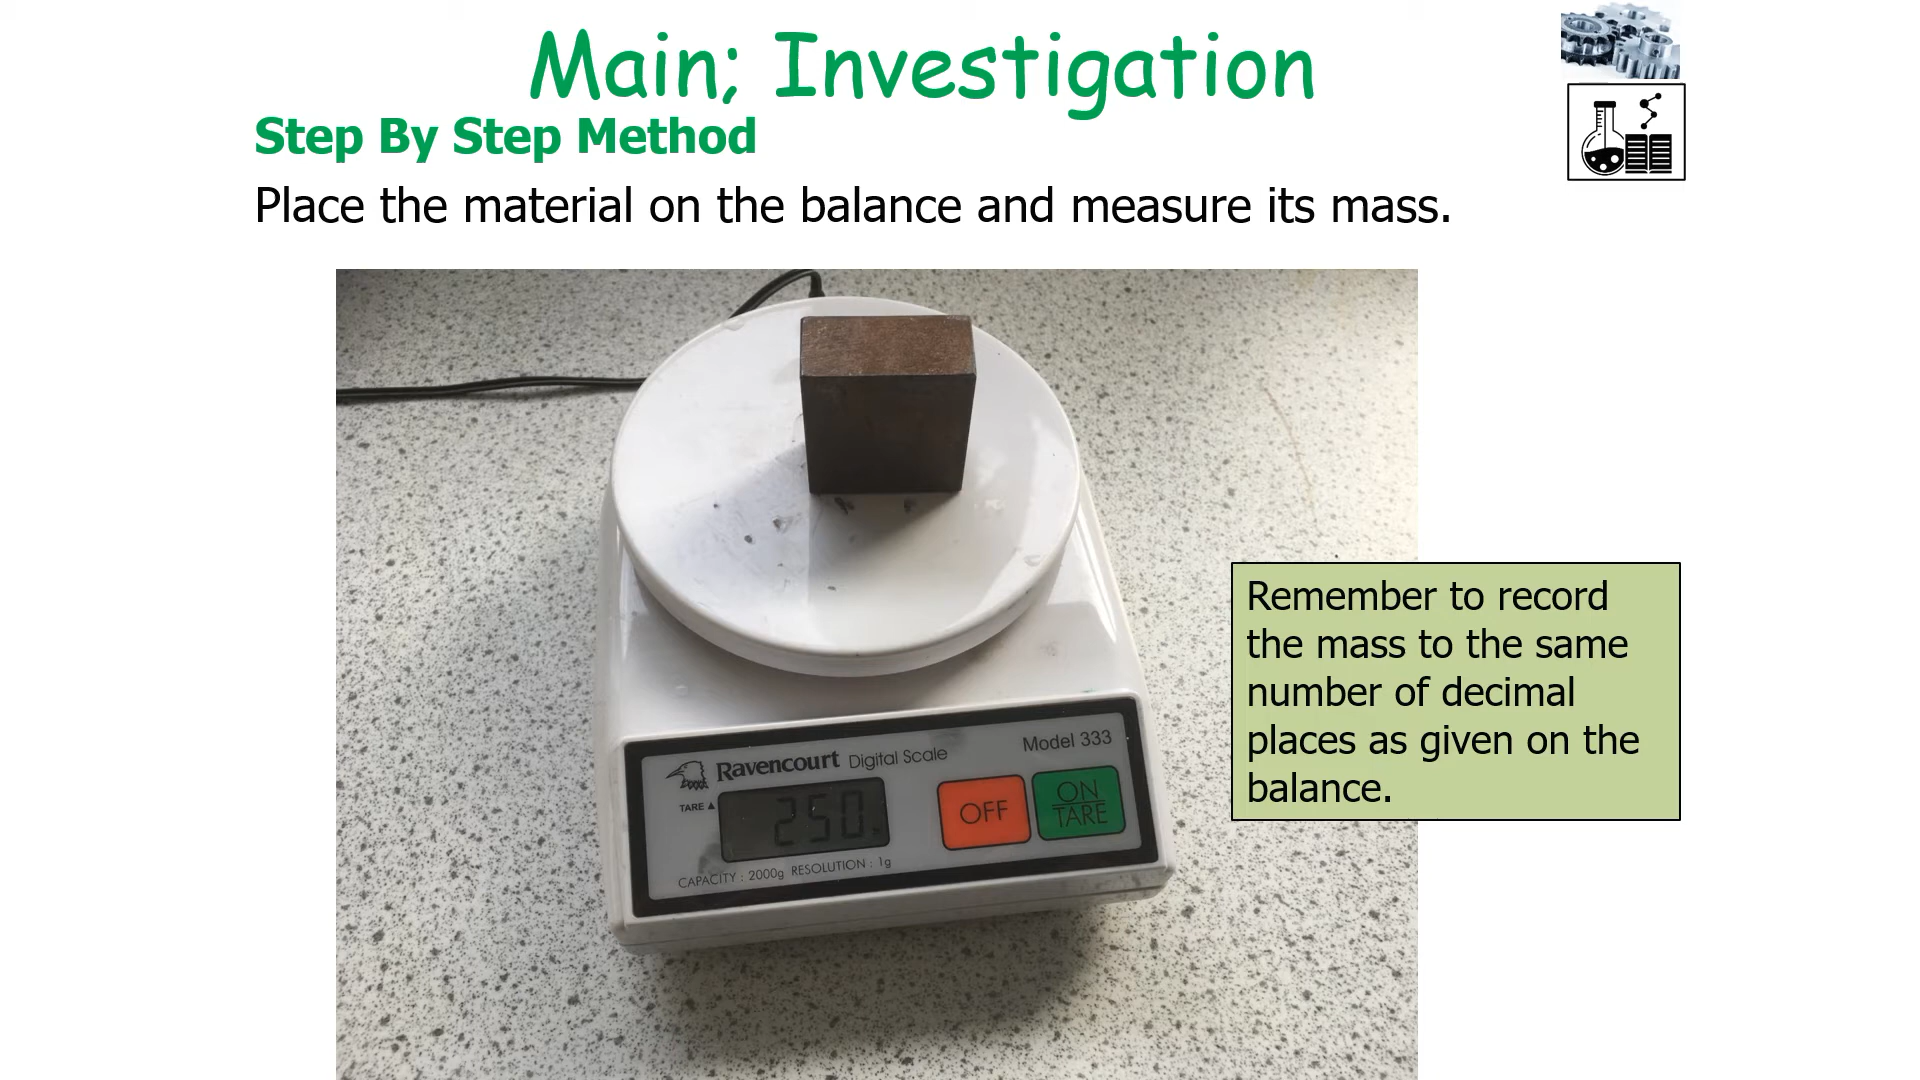 Main; Investigation
Step By Step Method
Place the material on the balance and measure its mass.
Remember to record
the mass to the same
number of decimal
places as given on the
balance.
Ravencourt Digital Scale
Model 333
TARE ▲
250
OFF
ON
TARE
CAPACITY : 2000g RESOLUTION : 1g